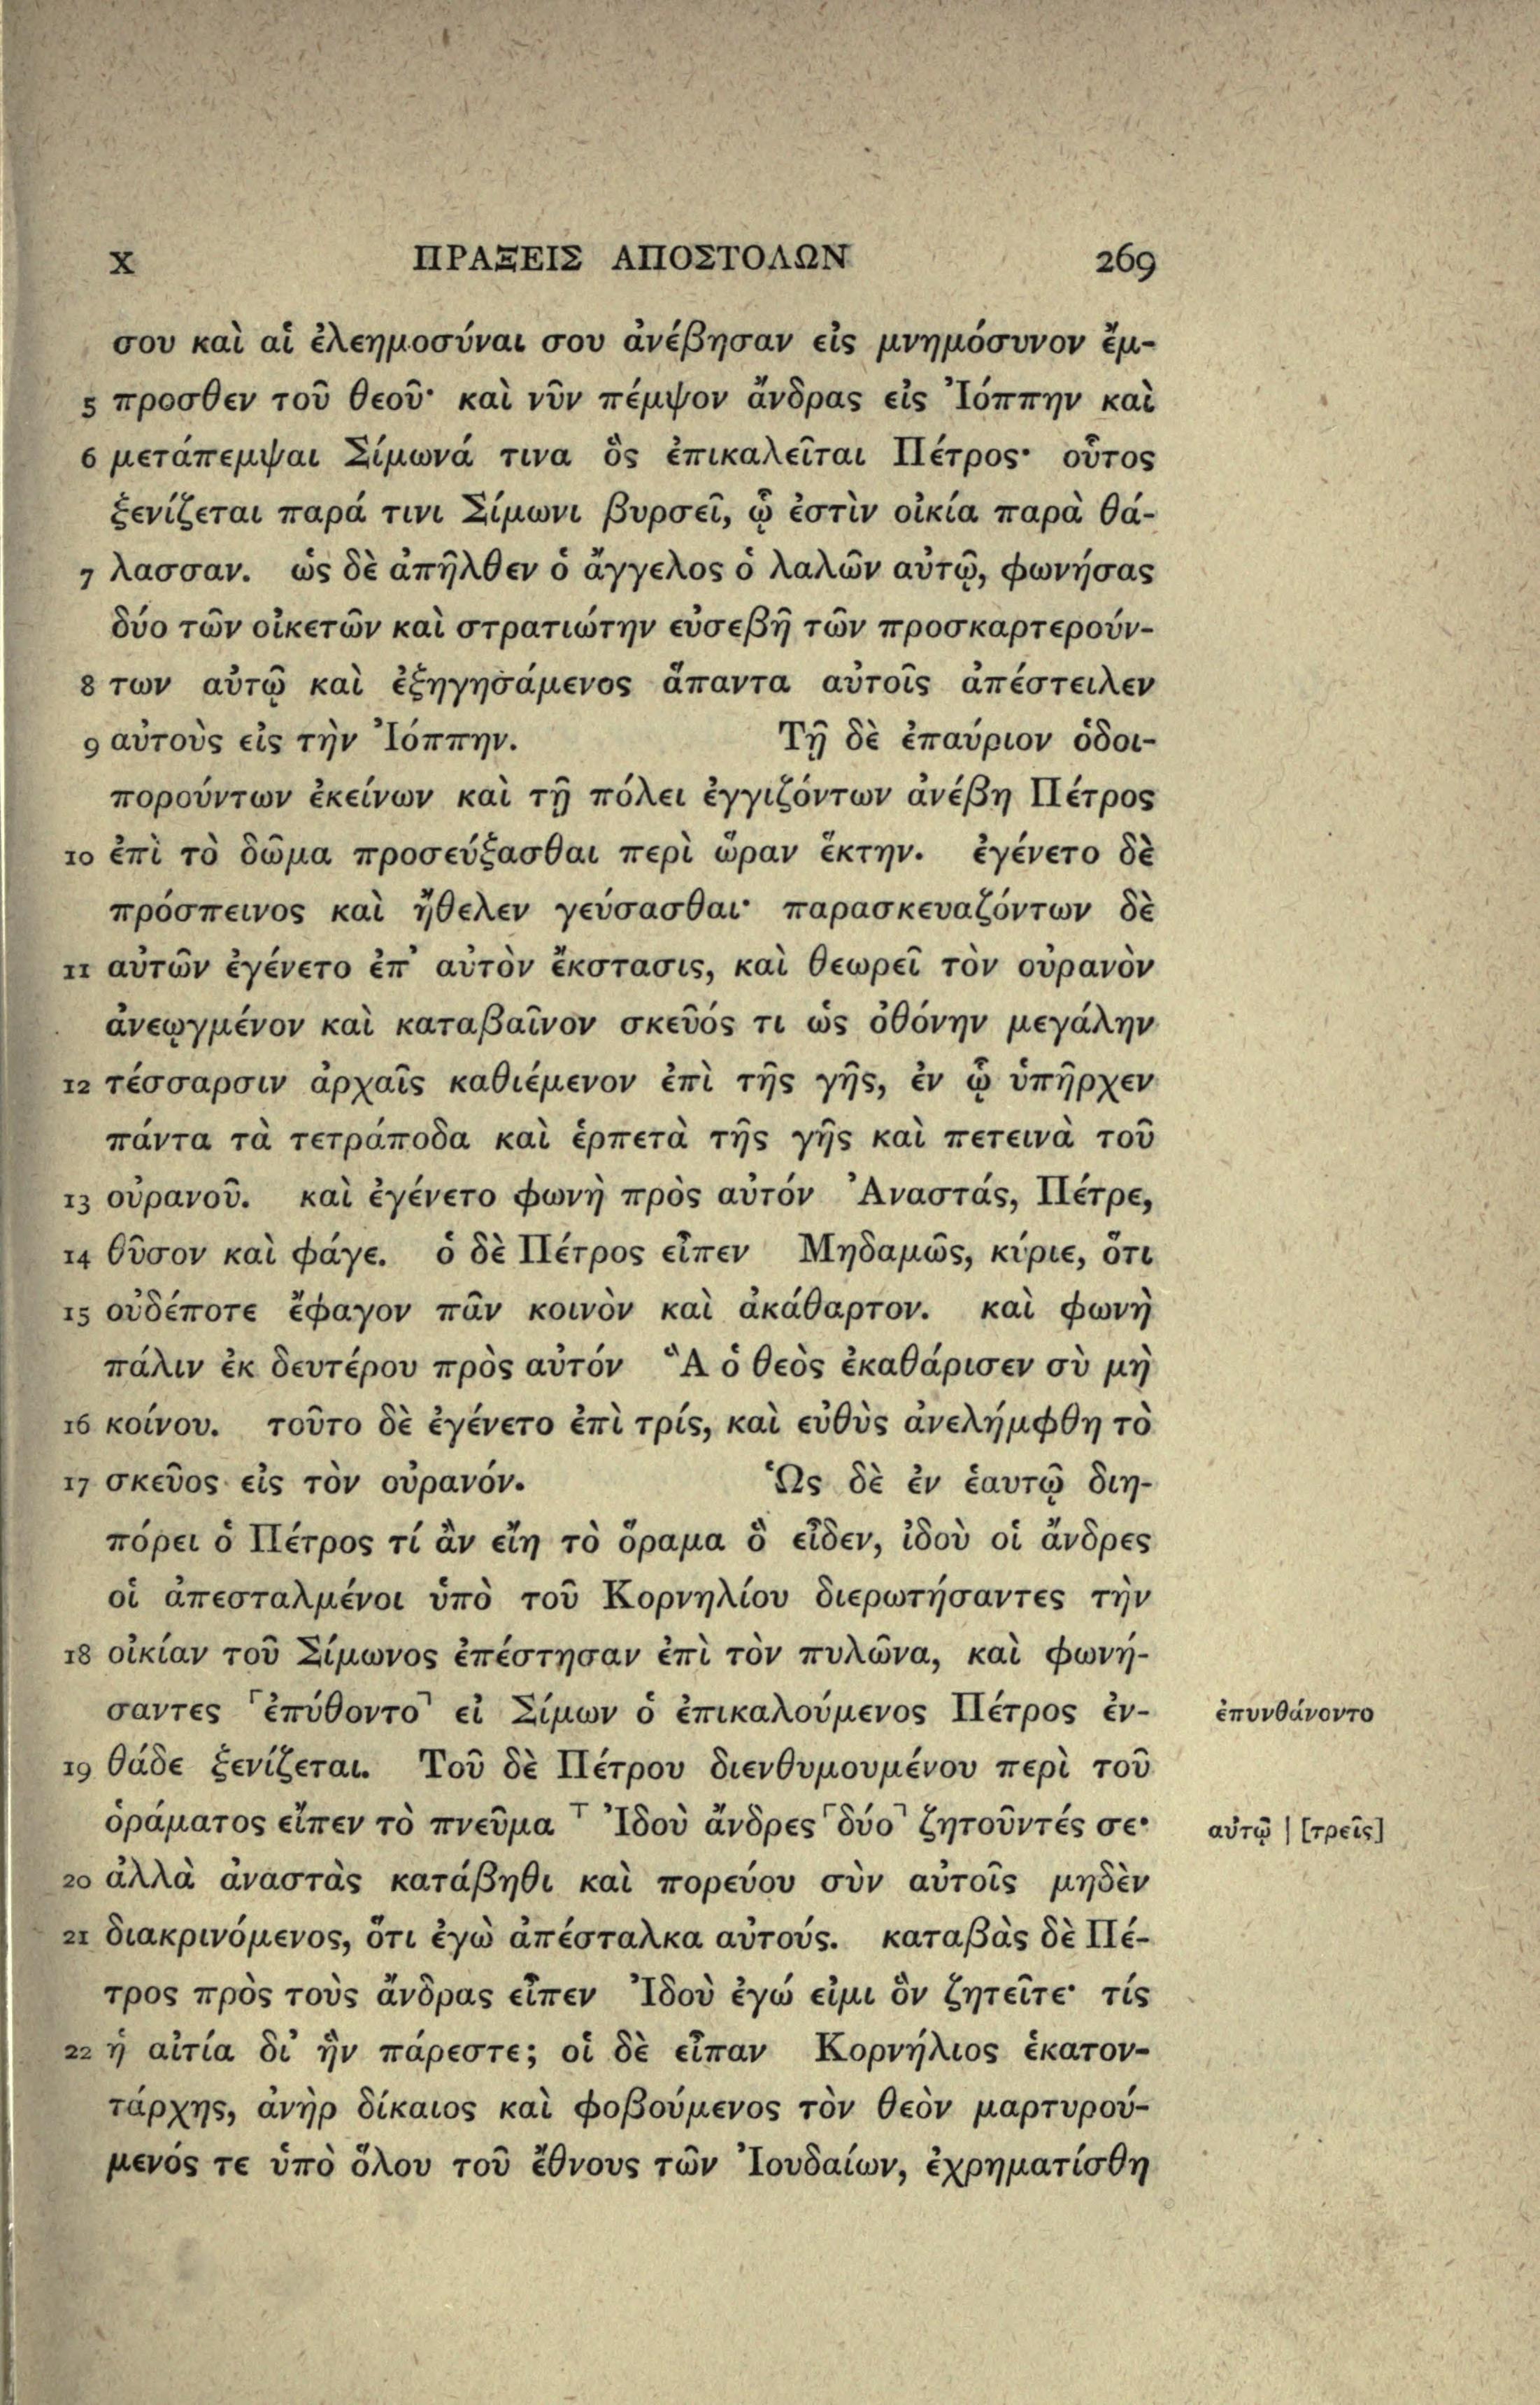 X ΠΡΑΞΕΙΣ ΑΠΟΣΤΟΛΩΝ 269
σου καὶ αἱ ἐλεημοσύναι σου ἀνέβησαν εἰς μνημόσυνον ἔμ-
5 προσθεν τοῦ θεοῦ· καὶ νῦν πέμψον ἄνδρας εἰς Ἰόππην καὶ
6 μετάπεμψαι Σίμωνά τινα ὃς ἐπικαλεῖται Πέτρος· οὗτος
ξενίζεται παρά τινι Σίμωνι βυρσεῖ, ᾧ ἐστὶν οἰκία παρὰ θά-
7 λασσαν. ὡς δὲ ἀπῆλθεν ὁ ἄγγελος ὁ λαλῶν αὐτῷ, φωνήσας
δύο τῶν οἰκετῶν καὶ στρατιώτην εὐσεβῆ τῶν προσκαρτερούν-
8 των αὐτῷ καὶ ἐξηγησάμενος ἅπαντα αὐτοῖς ἀπέστειλεν
9 αὐτοὺς εἰς τὴν Ἰόππην. Τῇ δὲ ἐπαύριον ὁδοι-
πορούντων ἐκείνων καὶ τῇ πόλει ἐγγιζόντων ἀνέβη Πέτρος
10 ἐπὶ τὸ δῶμα προσεύξασθαι περὶ ὥραν ἕκτην. ἐγένετο δὲ
πρόσπεινος καὶ ἤθελεν γεύσασθαι· παρασκευαζόντων δὲ
11 αὐτῶν ἐγένετο ἐπ’ αὐτὸν ἔκστασις, καὶ θεωρεῖ τὸν οὐρανὸν
ἀνεῳγμένον καὶ καταβαῖνον σκεῦός τι ὡς ὀθόνην μεγάλην
12 τέσσαρσιν ἀρχαῖς καθιέμενον ἐπὶ τῆς γῆς, ἐν ᾧ ὑπῆρχεν
πάντα τὰ τετράποδα καὶ ἑρπετὰ τῆς γῆς καὶ πετεινὰ τοῦ
13 οὐρανοῦ. καὶ ἐγένετο φωνὴ πρὸς αὐτόν Ἀναστάς, Πέτρε,
14 θῦσον καὶ φάγε. ὁ δὲ Πέτρος εἶπεν Μηδαμῶς, κύριε, ὅτι
15 οὐδέποτε ἔφαγον πᾶν κοινὸν καὶ ἀκάθαρτον. καὶ φωνὴ
πάλιν ἐκ δευτέρου πρὸς αὐτόν Ἃ ὁ θεὸς ἐκαθάρισεν σὺ μὴ
16 κοίνου. τοῦτο δὲ ἐγένετο ἐπὶ τρίς, καὶ εὐθὺς ἀνελήμφθη τὸ
17 σκεῦος εἰς τὸν οὐρανόν. Ὡς δὲ ἐν ἑαυτῷ διη-
πόρει ὁ Πέτρος τί ἂν εἴη τὸ ὅραμα ὃ εἶδεν, ἰδοὺ οἱ ἄνδρες
οἱ ἀπεσταλμένοι ὑπὸ τοῦ Κορνηλίου διερωτήσαντες τὴν
18 οἰκίαν τοῦ Σίμωνος ἐπέστησαν ἐπὶ τὸν πυλῶνα, καὶ φωνή-
σαντες ⌜ἐπύθοντο⌝ εἰ Σίμων ὁ ἐπικαλούμενος Πέτρος ἐν- ἐπυνθάνοντο
19 θάδε ξενίζεται. Τοῦ δὲ Πέτρου διενθυμουμένου περὶ τοῦ
ὁράματος εἶπεν τὸ πνεῦμα ⊤ Ἰδοὺ ἄνδρες ⌜δύο⌝ ζητοῦντές σε· αὐτῷ | [τρεῖς]
20 ἀλλὰ ἀναστὰς κατάβηθι καὶ πορεύου σὺν αὐτοῖς μηδὲν
21 διακρινόμενος, ὅτι ἐγὼ ἀπέσταλκα αὐτούς. καταβὰς δὲ Πέ-
τρος πρὸς τοὺς ἄνδρας εἶπεν Ἰδοὺ ἐγώ εἰμι ὃν ζητεῖτε· τίς
22 ἡ αἰτία δι’ ἣν πάρεστε; οἱ δὲ εἶπαν Κορνήλιος ἑκατον-
τάρχης, ἀνὴρ δίκαιος καὶ φοβούμενος τὸν θεὸν μαρτυρού-
μενός τε ὑπὸ ὅλου τοῦ ἔθνους τῶν Ἰουδαίων, ἐχρηματίσθη